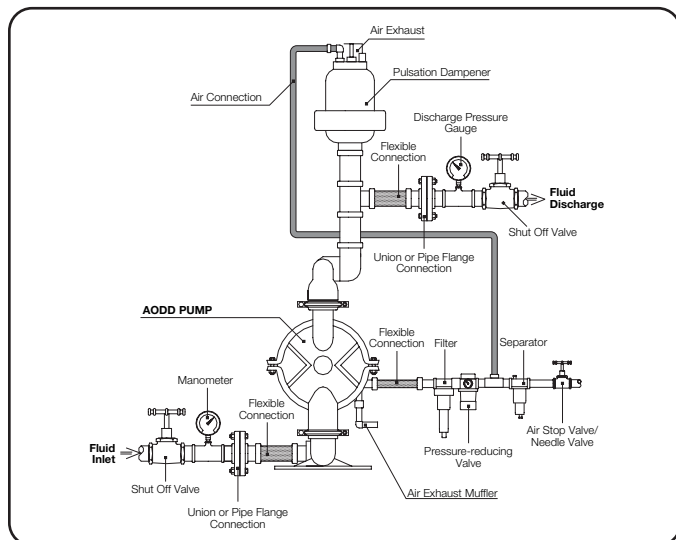 Air Exhaust
Pulsation Dampener
Air Connection
Discharge Pressure
Gauge
Flexible
Connection
Fluid
Discharge
Shut Off Valve
Union or Pipe Flange
Connection
AODD PUMP
Flexible
Connection
Filter
Separator
Manometer
Flexible
Connection
Air Stop Valve/
Needle Valve
Fluid
Inlet
Pressure-reducing
Valve
Shut Off Valve
Air Exhaust Muffler
Union or Pipe Flange
Connection